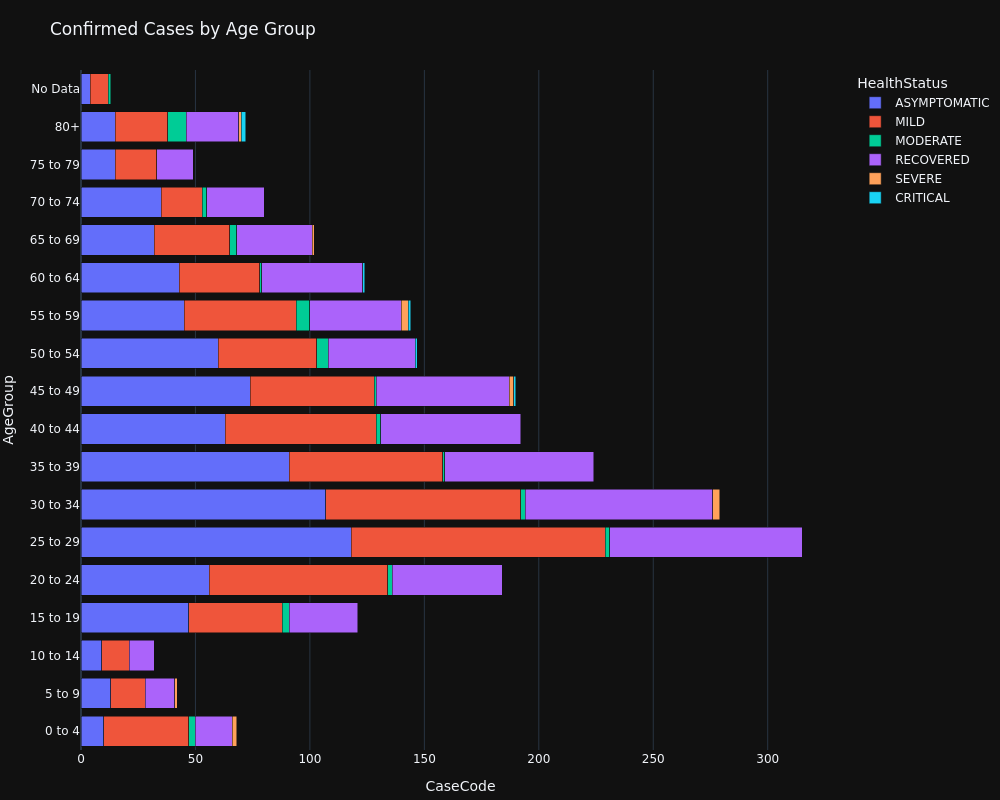 Confirmed Cases by Age Group
HealthStatus
ASYMPTOMATIC
MILD
MODERATE
RECOVERED
SEVERE
CRITICAL
AgeGroup
No Data
80+
75 to 79
70 to 74
65 to 69
60 to 64
55 to 59
50 to 54
45 to 49
40 to 44
35 to 39
30 to 34
25 to 29
20 to 24
15 to 19
10 to 14
5 to 9
0 to 4
0 50 100 150 200 250 300
CaseCode